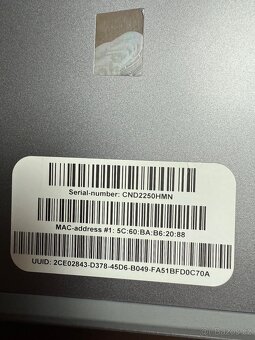 Serial-number: CND2250HMN
MAC-address #1: 5C:60:BA:B6:20:88
UUID: 2CE02843-D378-45D6-B049-FA51BFD0C70A